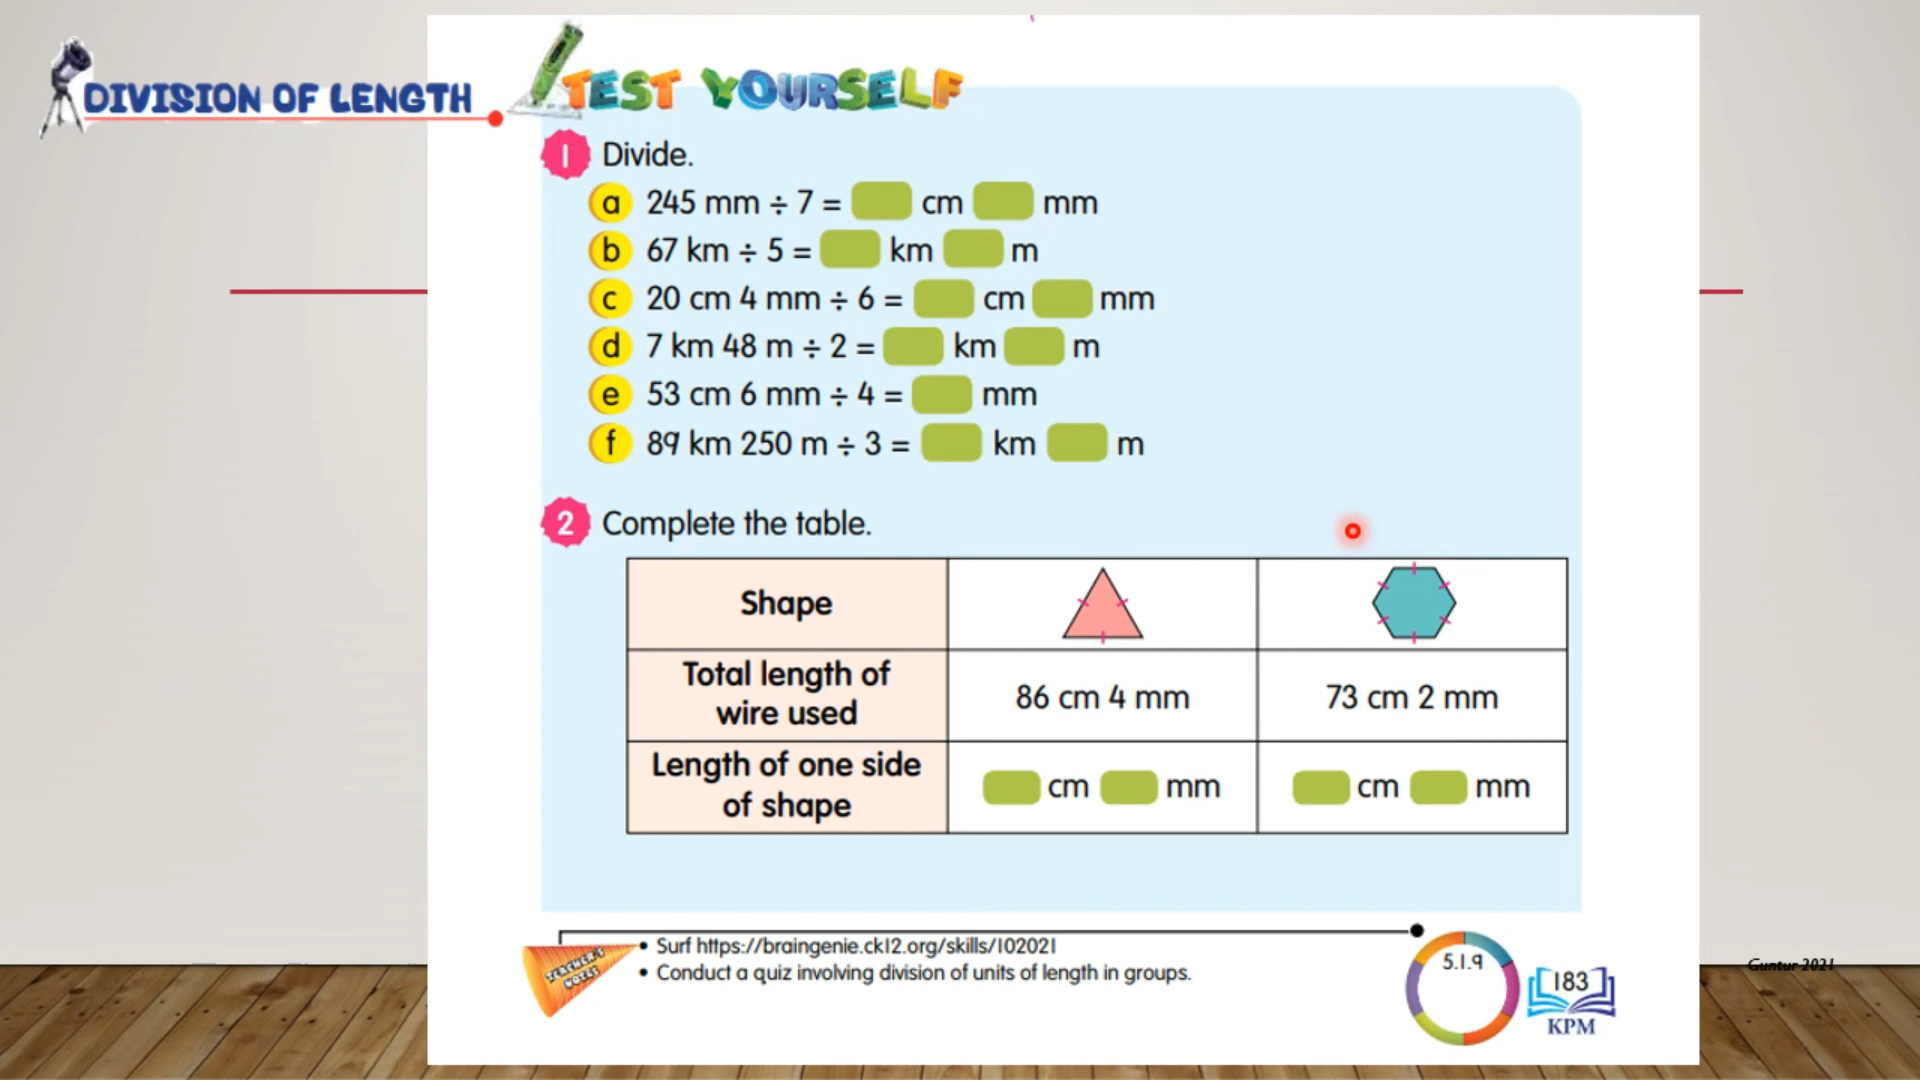 DIVISION OF LENGTH
TEST YOURSELF
1 Divide.
a 245 mm ÷ 7 = cm mm
b 67 km ÷ 5 = km m
c 20 cm 4 mm ÷ 6 = cm mm
d 7 km 48 m ÷ 2 = km m
e 53 cm 6 mm ÷ 4 = mm
f 89 km 250 m ÷ 3 = km m
2 Complete the table.
Shape
Total length of
wire used
86 cm 4 mm
73 cm 2 mm
Length of one side
of shape
cm mm
cm mm
TEACHER'S
NOTES
• Surf https://braingenie.ck12.org/skills/102021
• Conduct a quiz involving division of units of length in groups.
5.1.9
183
KPM
Guntur 2021